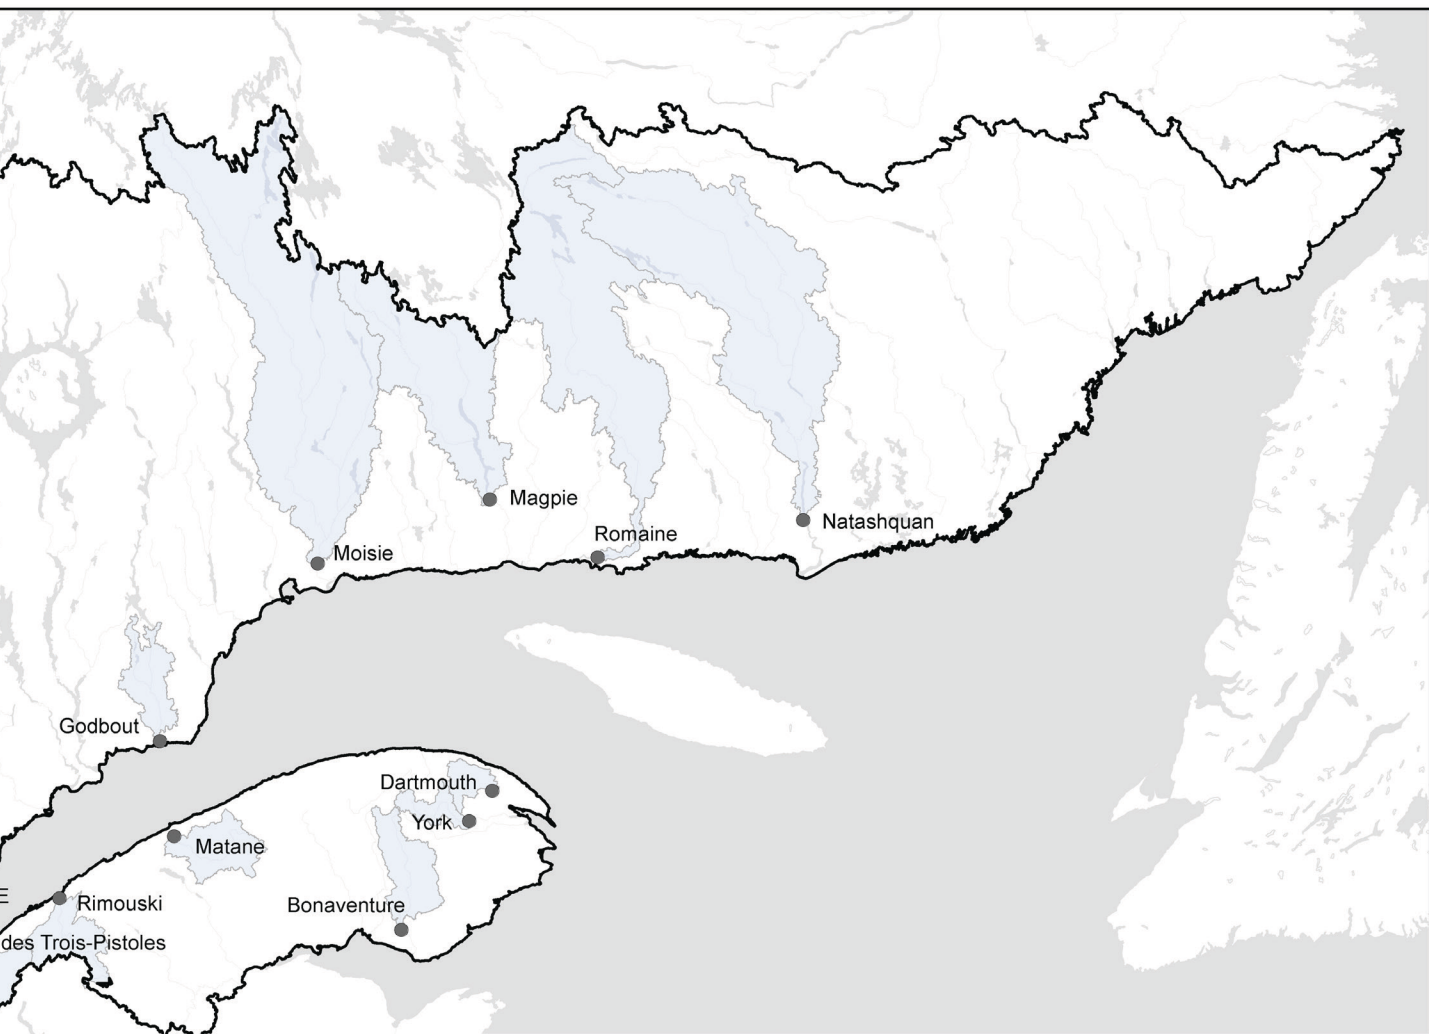 Magpie
Natashquan
Romaine
Moisie
Godbout
Dartmouth
York
Matane
E
Rimouski
Bonaventure
des Trois-Pistoles